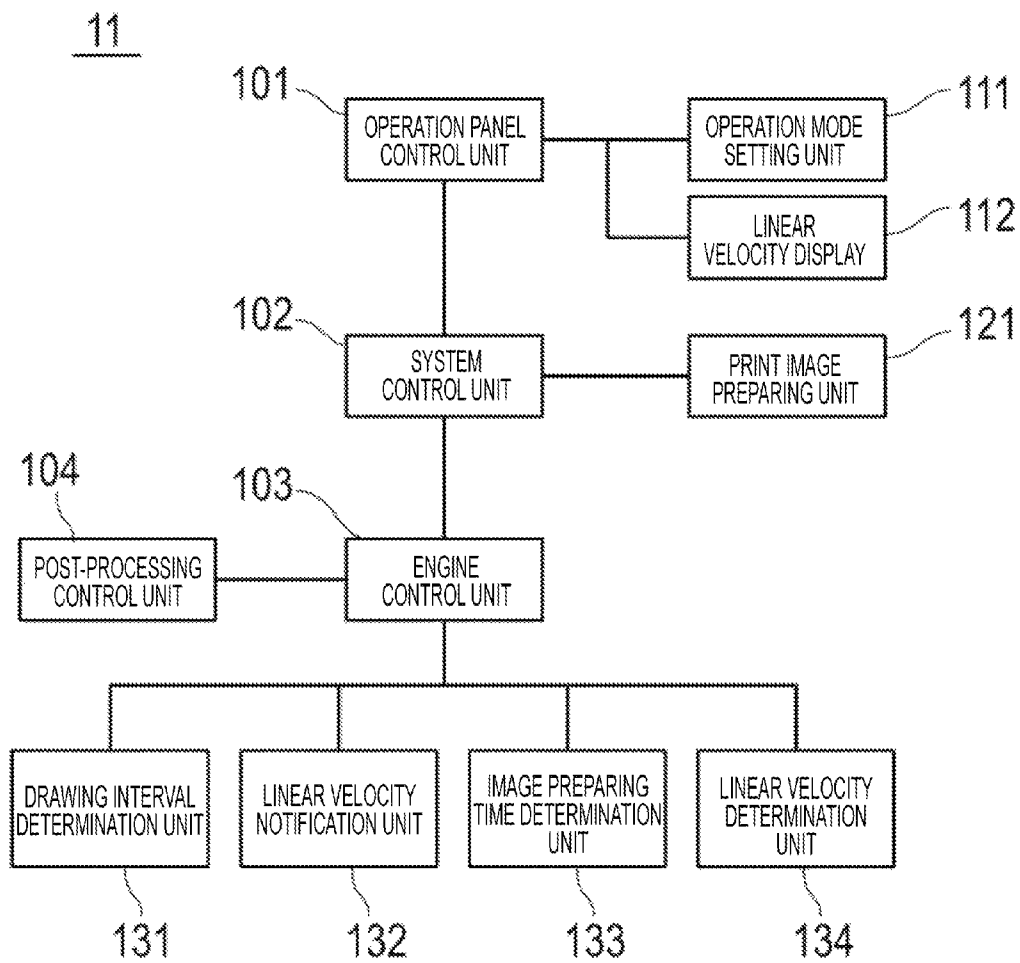 11
101
OPERATION PANEL
CONTROL UNIT
OPERATION MODE
SETTING UNIT
111
LINEAR
VELOCITY DISPLAY
112
102
SYSTEM
CONTROL UNIT
PRINT IMAGE
PREPARING UNIT
121
104
POST-PROCESSING
CONTROL UNIT
103
ENGINE
CONTROL UNIT
DRAWING INTERVAL
DETERMINATION UNIT
LINEAR VELOCITY
NOTIFICATION UNIT
IMAGE PREPARING
TIME DETERMINATION
UNIT
LINEAR VELOCITY
DETERMINATION
UNIT
131
132
133
134